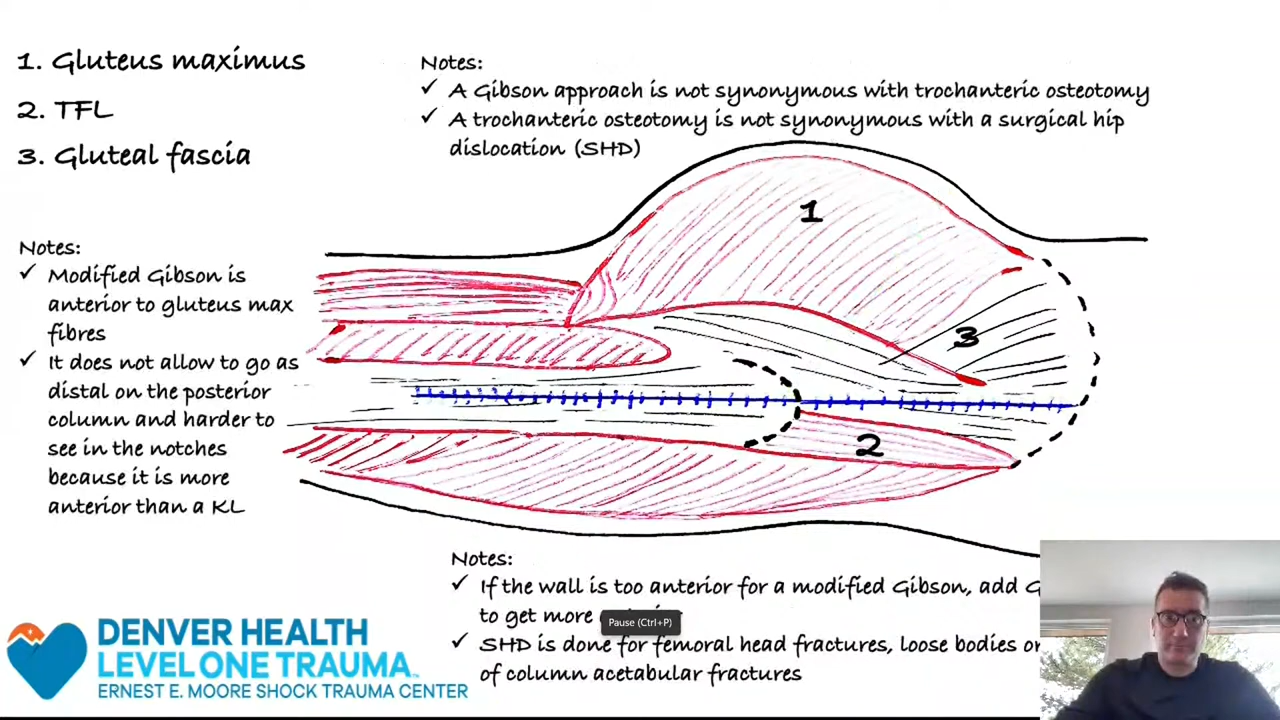 1. Gluteus maximus
2. TFL
3. Gluteal fascia
Notes:
✓ A Gibson approach is not synonymous with trochanteric osteotomy
✓ A trochanteric osteotomy is not synonymous with a surgical hip
dislocation (SHD)
1
3
2
Notes:
✓ Modified Gibson is
anterior to gluteus max
fibres
✓ It does not allow to go as
distal on the posterior
column and harder to
see in the notches
because it is more
anterior than a KL
Notes:
✓ If the wall is too anterior for a modified Gibson, add
to get more
Pause (Ctrl+P)
✓ SHD is done for femoral head fractures, loose bodies
of column acetabular fractures
DENVER HEALTH
LEVEL ONE TRAUMA™
ERNEST E. MOORE SHOCK TRAUMA CENTER